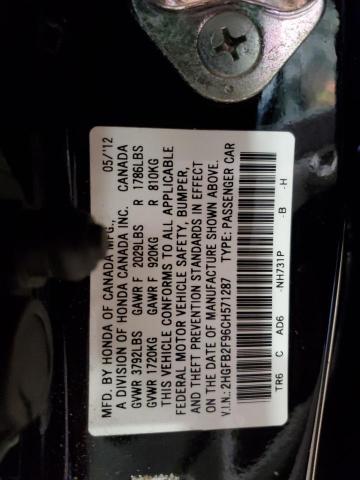 MFD. BY HONDA OF CANADA MFG., 05/'12
A DIVISION OF HONDA CANADA INC. CANADA
GVWR 3792LBS GAWR F 2029LBS R 1786LBS
GVWR 1720KG GAWR F 920KG R 810KG
THIS VEHICLE CONFORMS TO ALL APPLICABLE
FEDERAL MOTOR VEHICLE SAFETY, BUMPER,
AND THEFT PREVENTION STANDARDS IN EFFECT
ON THE DATE OF MANUFACTURE SHOWN ABOVE.
V.I.N.: 2HGFB2F96CH571287 TYPE: PASSENGER CAR
TR6 C AD6 -NH731P -B -H